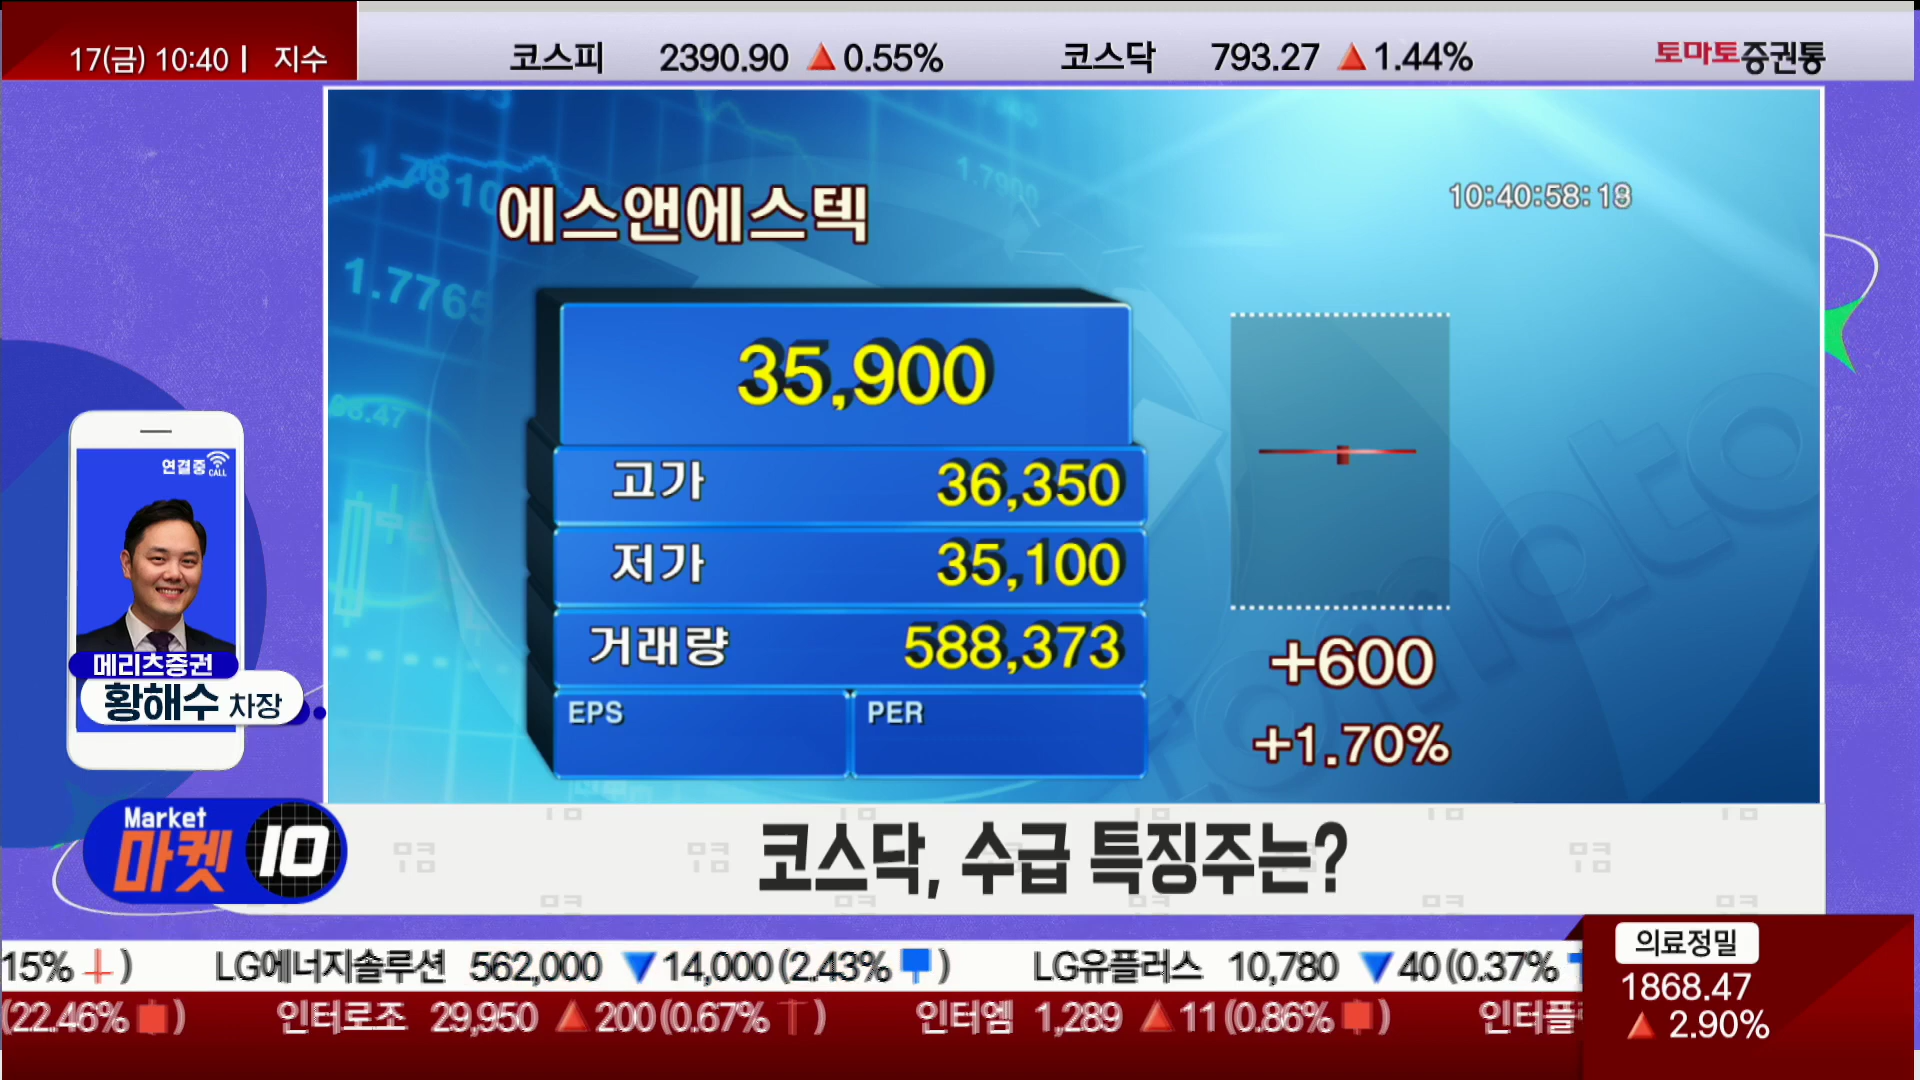 17(금) 10:40 | 지수 코스피 2390.90 ▲0.55% 코스닥 793.27 ▲1.44% 토마토증권통
에스앤에스텍
35,900
고가 36,350
저가 35,100
거래량 588,373
EPS PER
+600
+1.70%
연결중 CALL
메리츠증권
황해수 차장
Market
마켓 10
코스닥, 수급 특징주는?
15% ) LG에너지솔루션 562,000 ▼14,000(2.43% ) LG유플러스 10,780 ▼40(0.37%
(22.46% ) 인터로조 29,950 ▲200(0.67% ) 인터엠 1,289 ▲11(0.86% ) 인터플
의료정밀
1868.47
▲ 2.90%